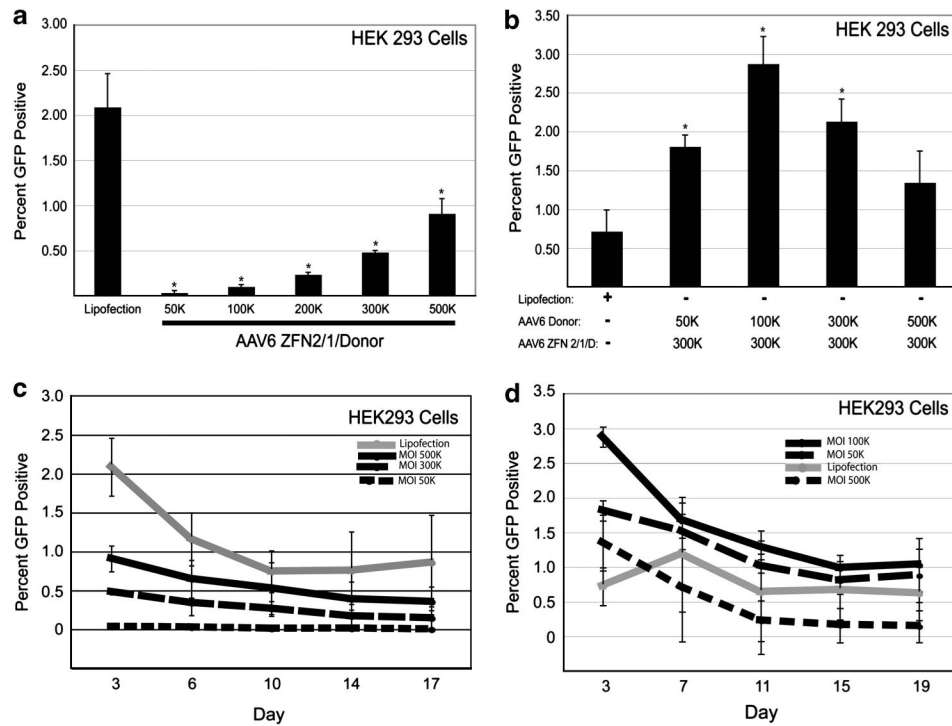 a
HEK 293 Cells
Percent GFP Positive
3.00
2.50
2.00
1.50
1.00
0.50
*
*
*
*
*
Lipofection
50K 100K 200K 300K 500K
AAV6 ZFN2/1/Donor
b
HEK 293 Cells
Percent GFP Positive
3.50
3.00
2.50
2.00
1.50
1.00
0.50
*
*
*
Lipofection: + - - - -
AAV6 Donor: - 50K 100K 300K 500K
AAV6 ZFN 2/1/D: - 300K 300K 300K 300K
c
HEK293 Cells
Lipofection
MOI 500K
MOI 300K
MOI 50K
Percent GFP Positive
3.0
2.5
2.0
1.5
1.0
0.5
0
3 6 10 14 17
Day
d
HEK293 Cells
MOI 100K
MOI 50K
Lipofection
MOI 500K
Percent GFP Positive
3.5
3.0
2.5
2.0
1.5
1.0
0.5
0
3 7 11 15 19
Day